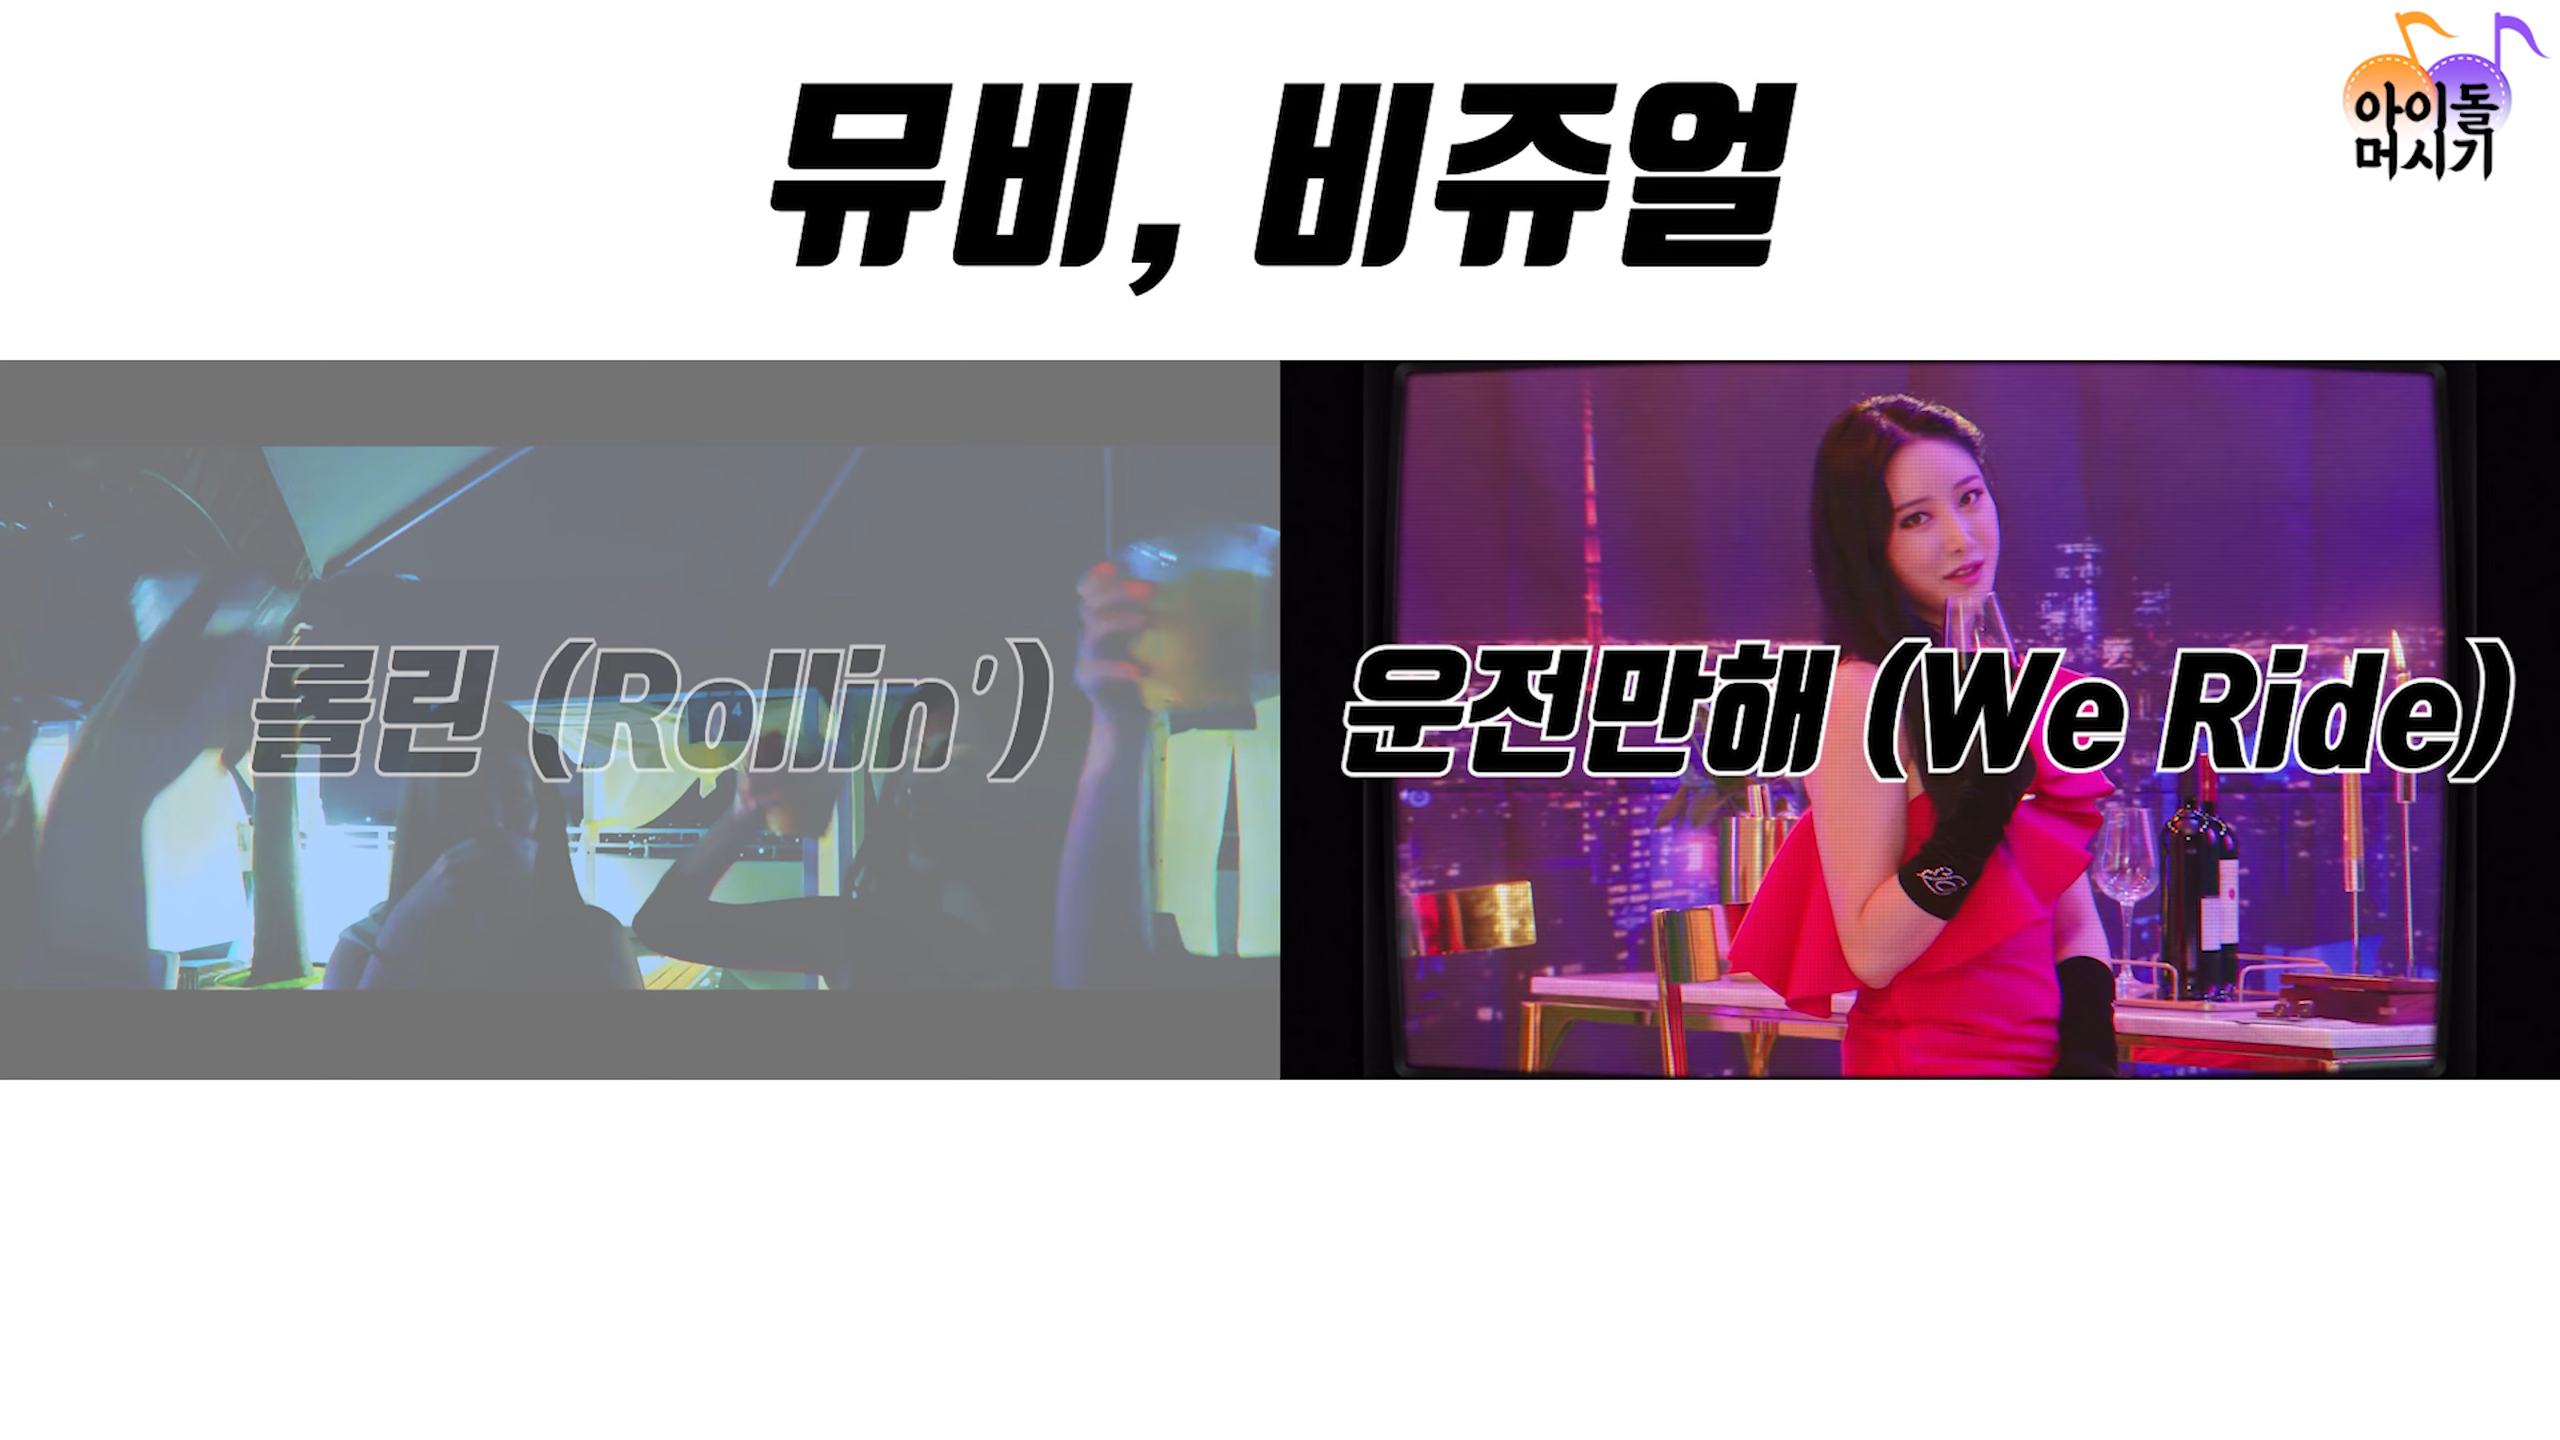 뮤비, 비쥬얼
아이돌
머시기
롤린 (Rollin')
운전만해 (We Ride)
4